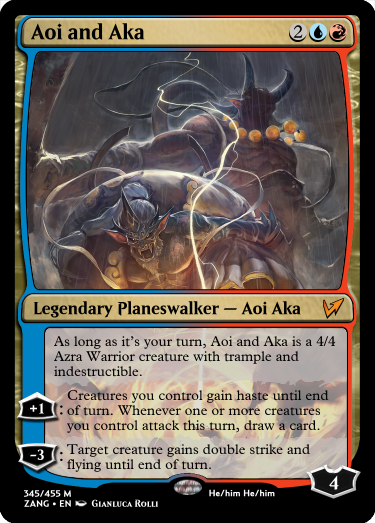 Aoi and Aka 2
Legendary Planeswalker — Aoi Aka
As long as it's your turn, Aoi and Aka is a 4/4
Azra Warrior creature with trample and
indestructible.
+1: Creatures you control gain haste until end
of turn. Whenever one or more creatures
you control attack this turn, draw a card.
-3: Target creature gains double strike and
flying until end of turn.
4
345/455 M He/him He/him
ZANG • EN Gianluca Rolli